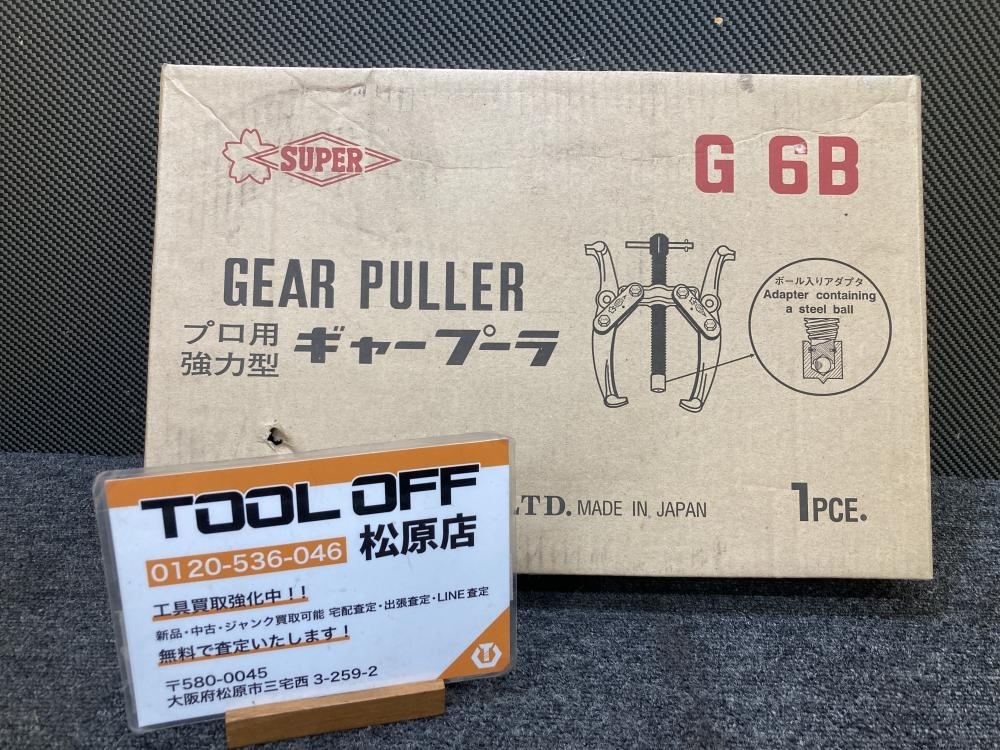 SUPER
G 6B
GEAR PULLER
プロ用
強力型
ギヤープーラ
ボール入りアダプタ
Adapter containing
a steel ball
LTD. MADE IN JAPAN
1PCE.
TOOL OFF
0120-536-046 松原店
工具買取強化中!!
新品・中古・ジャンク買取可能 宅配査定・出張査定・LINE査定
無料で査定いたします!
〒580-0045
大阪府松原市三宅西 3-259-2